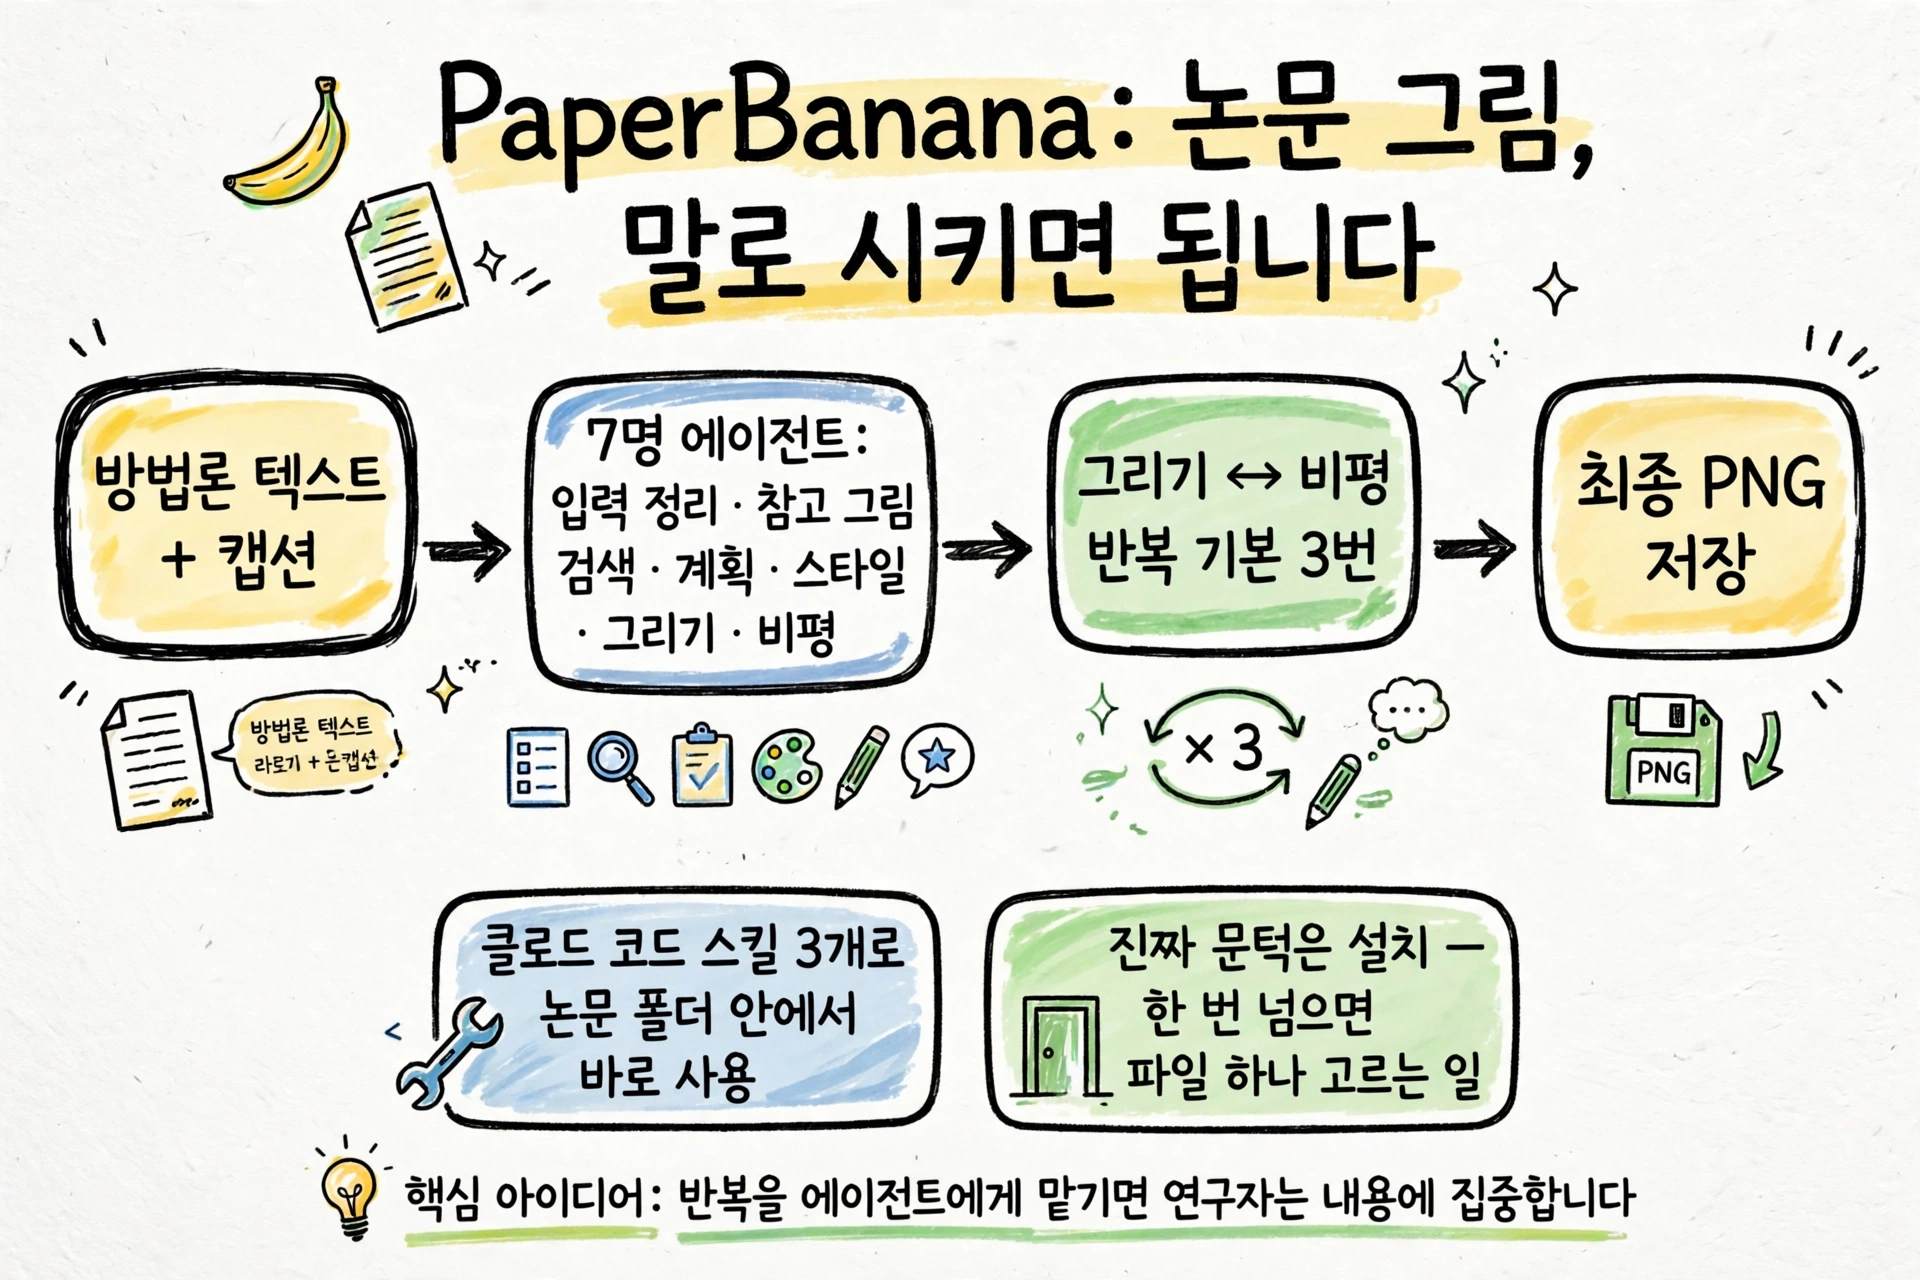 PaperBanana: 논문 그림,
말로 시키면 됩니다
방법론 텍스트
+ 캡션
7명 에이전트:
입력 정리 · 참고 그림
검색 · 계획 · 스타일
· 그리기 · 비평
그리기 ↔ 비평
반복 기본 3번
최종 PNG
저장
방법론 텍스트
라로기 + 든캡션
× 3
PNG
클로드 코드 스킬 3개로
논문 폴더 안에서
바로 사용
진짜 문턱은 설치 —
한 번 넘으면
파일 하나 고르는 일
핵심 아이디어: 반복을 에이전트에게 맡기면 연구자는 내용에 집중합니다